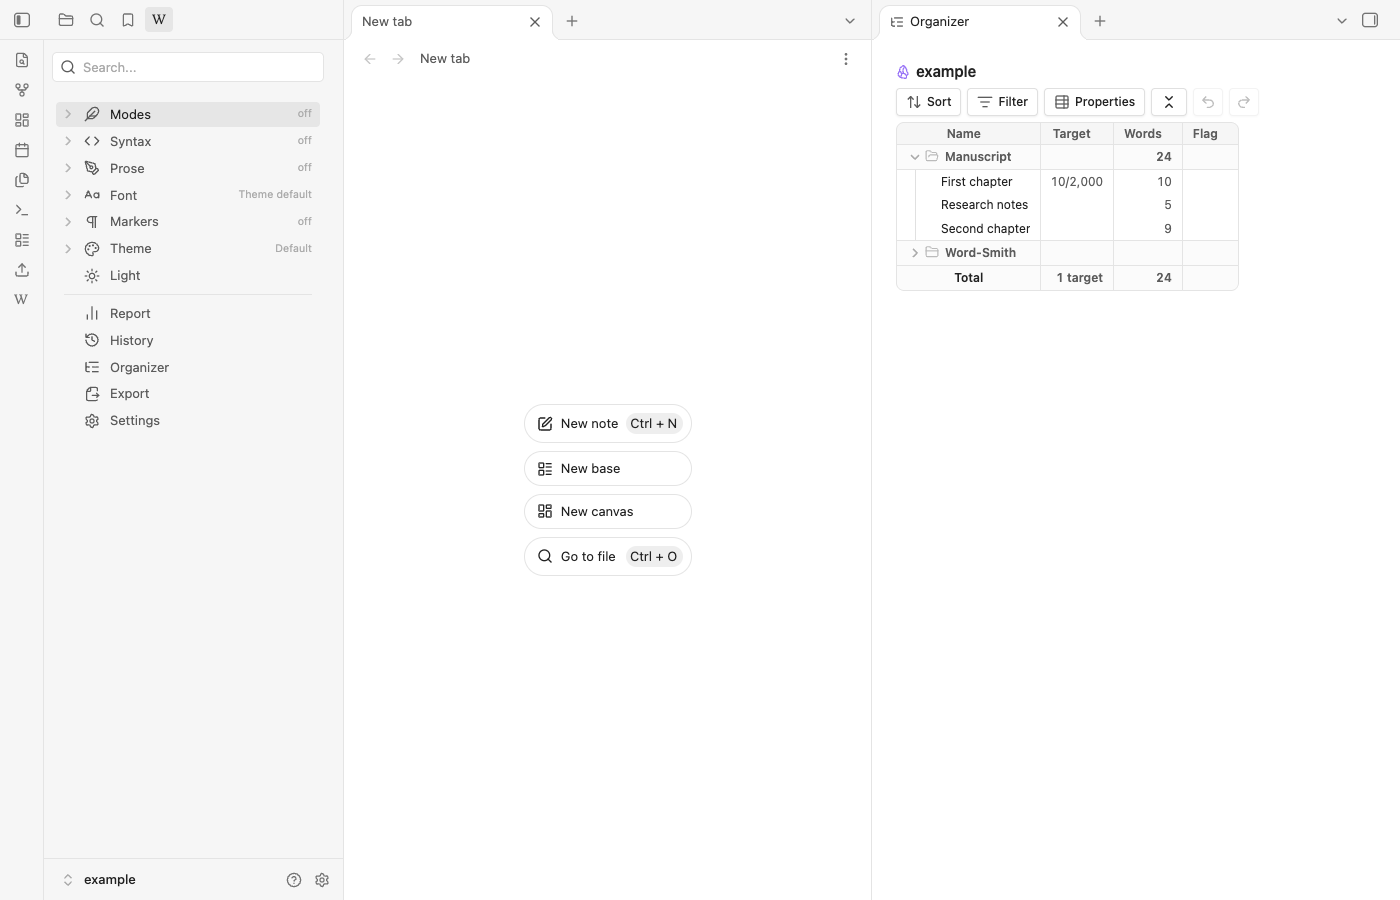 W
New tab
Organizer
Search...
New tab
example
Modes off
Syntax off
Prose off
Aa Font Theme default
Markers off
Theme Default
Light
W
Report
History
Organizer
Export
Settings
Sort Filter Properties
Name Target Words Flag
Manuscript 24
First chapter 10/2,000 10
Research notes 5
Second chapter 9
Word-Smith
Total 1 target 24
New note Ctrl + N
New base
New canvas
Go to file Ctrl + O
example